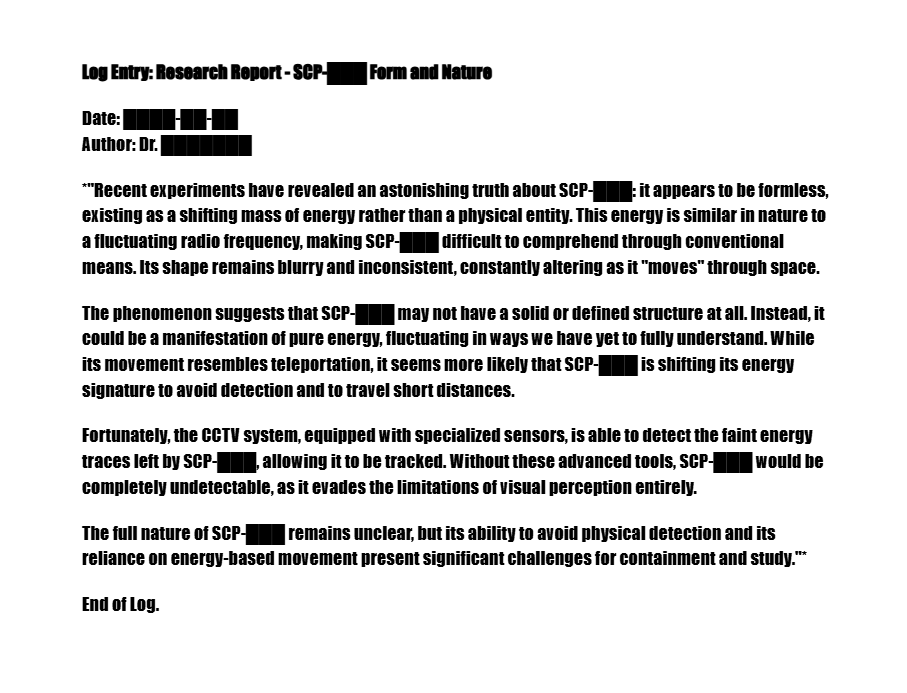 Log Entry: Research Report - SCP-███ Form and Nature
Date: ████-██-██
Author: Dr. ███████
*"Recent experiments have revealed an astonishing truth about SCP-███: it appears to be formless,
existing as a shifting mass of energy rather than a physical entity. This energy is similar in nature to
a fluctuating radio frequency, making SCP-███ difficult to comprehend through conventional
means. Its shape remains blurry and inconsistent, constantly altering as it "moves" through space.
The phenomenon suggests that SCP-███ may not have a solid or defined structure at all. Instead, it
could be a manifestation of pure energy, fluctuating in ways we have yet to fully understand. While
its movement resembles teleportation, it seems more likely that SCP-███ is shifting its energy
signature to avoid detection and to travel short distances.
Fortunately, the CCTV system, equipped with specialized sensors, is able to detect the faint energy
traces left by SCP-███, allowing it to be tracked. Without these advanced tools, SCP-███ would be
completely undetectable, as it evades the limitations of visual perception entirely.
The full nature of SCP-███ remains unclear, but its ability to avoid physical detection and its
reliance on energy-based movement present significant challenges for containment and study."*
End of Log.